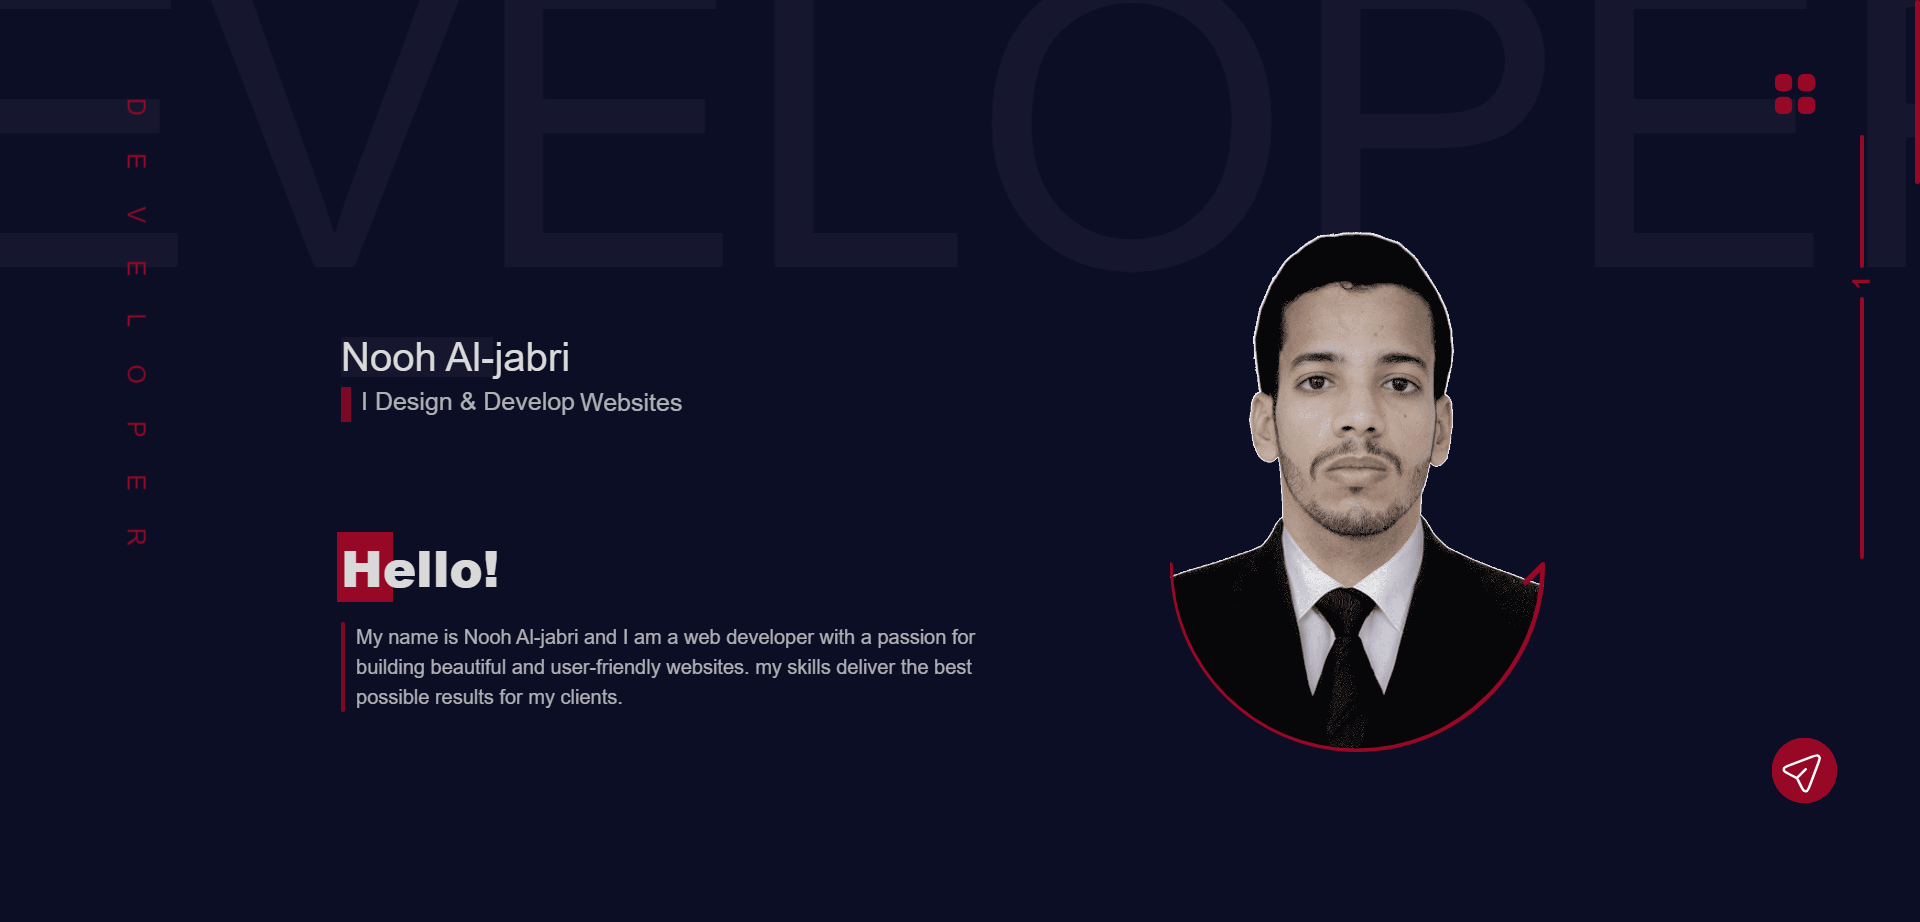 EVELOPER
DEVELOPER
1
Nooh Al-jabri
I Design & Develop Websites
Hello!
My name is Nooh Al-jabri and I am a web developer with a passion for
building beautiful and user-friendly websites. my skills deliver the best
possible results for my clients.